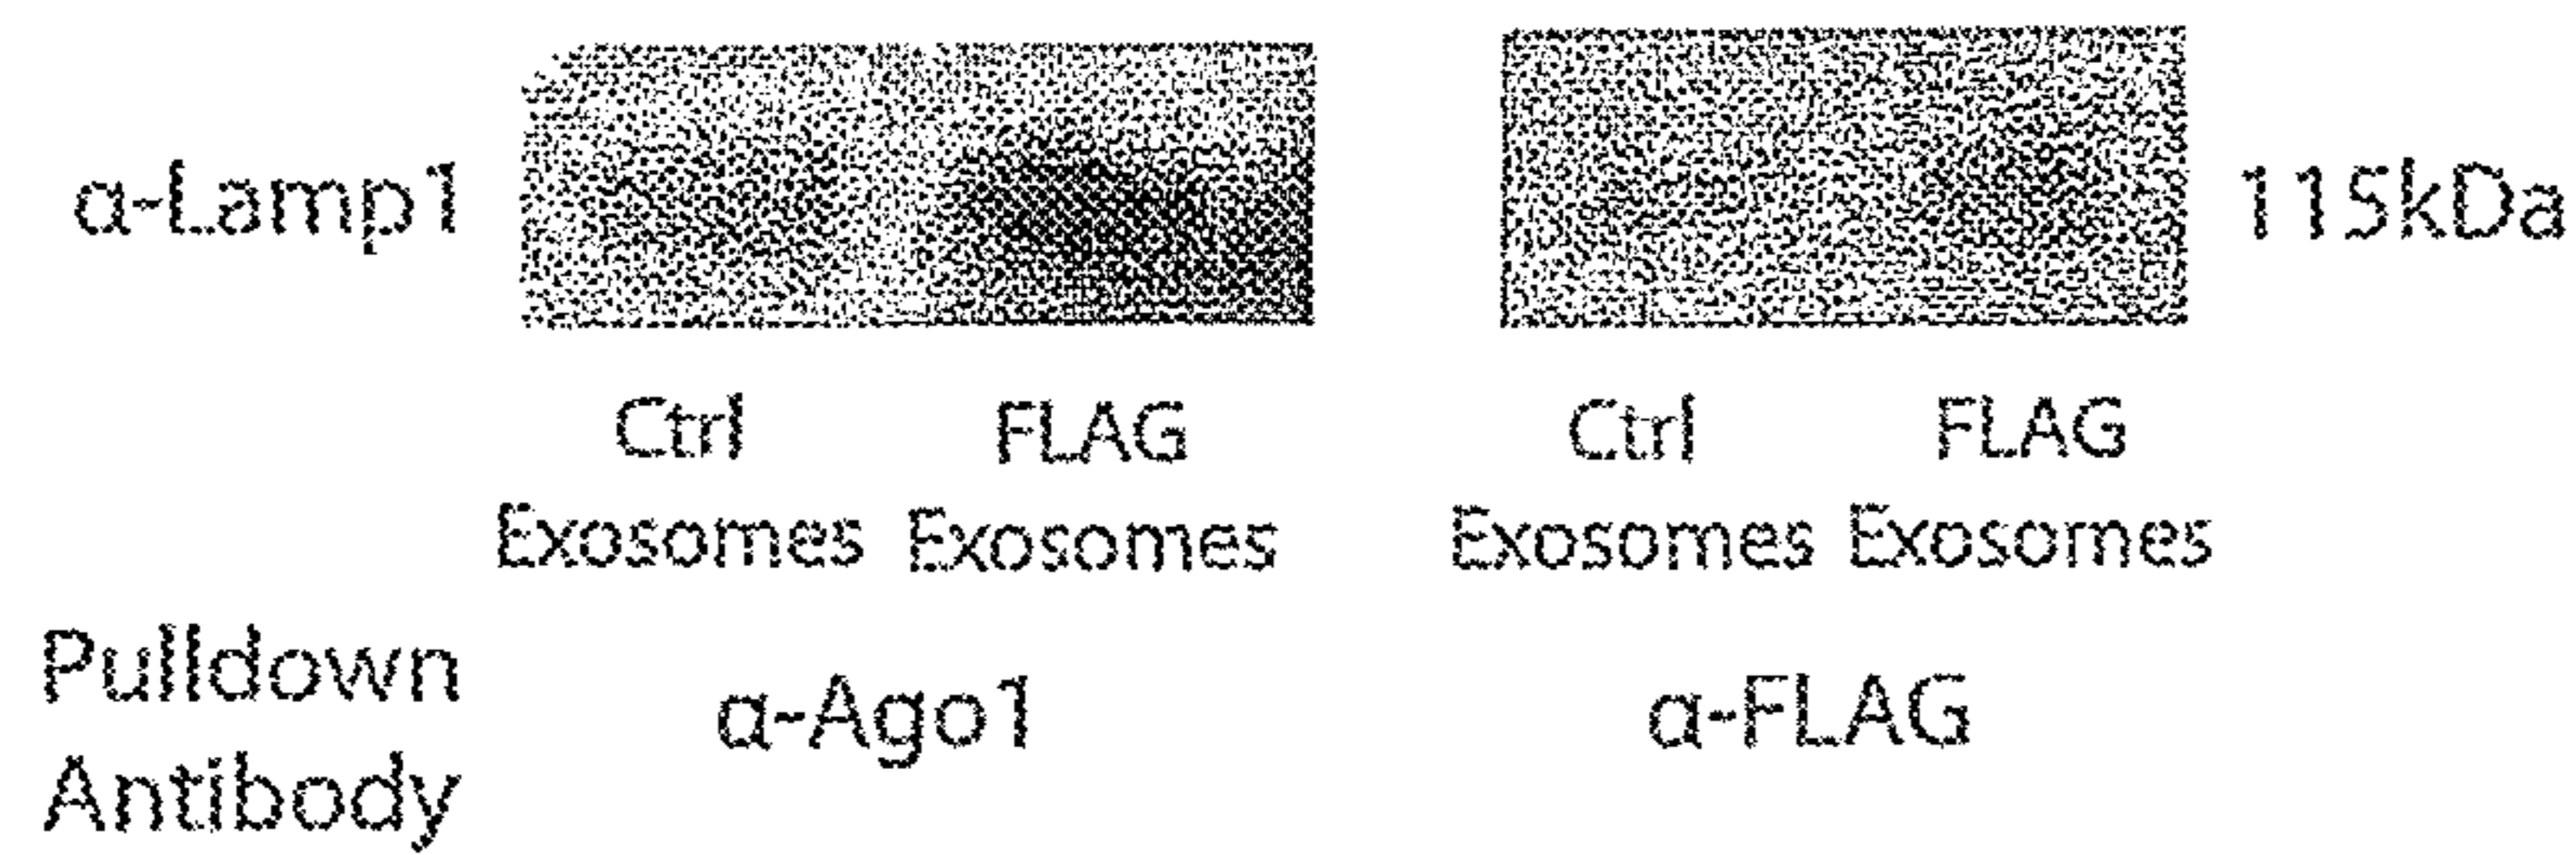 α-Lamp1 115kDa
Ctrl FLAG Ctrl FLAG
Exosomes Exosomes Exosomes Exosomes
Pulldown
Antibody
α-Ago1 α-FLAG